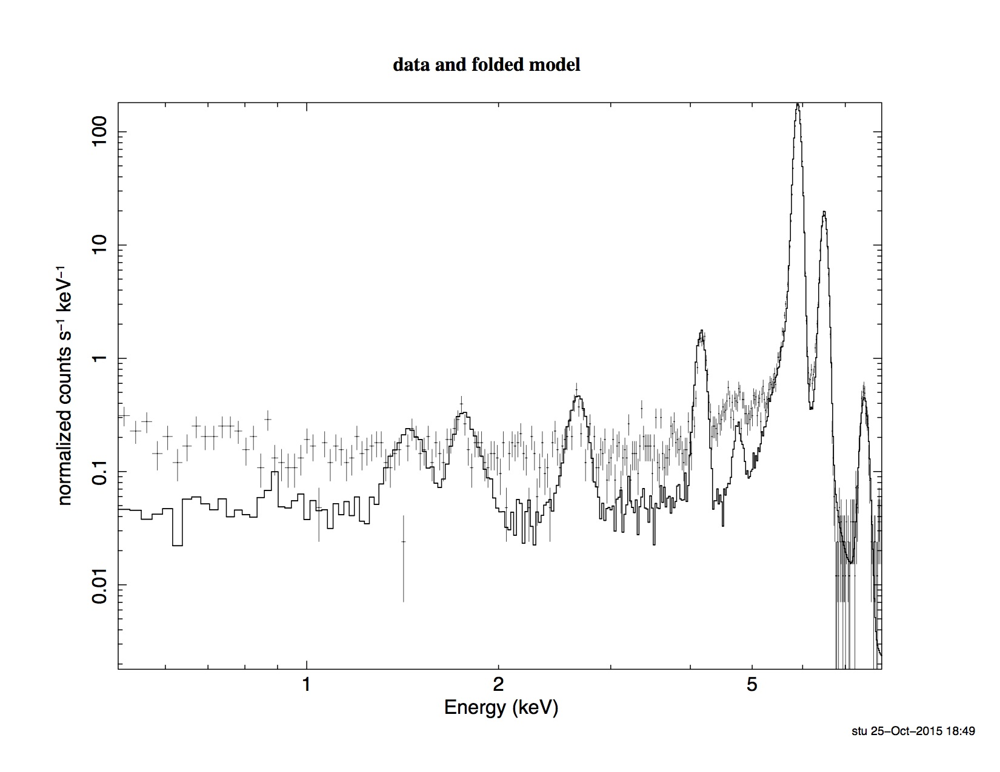 data and folded model
normalized counts s⁻¹ keV⁻¹
100
10
1
0.1
0.01
1 2 5
Energy (keV)
stu 25–Oct–2015 18:49